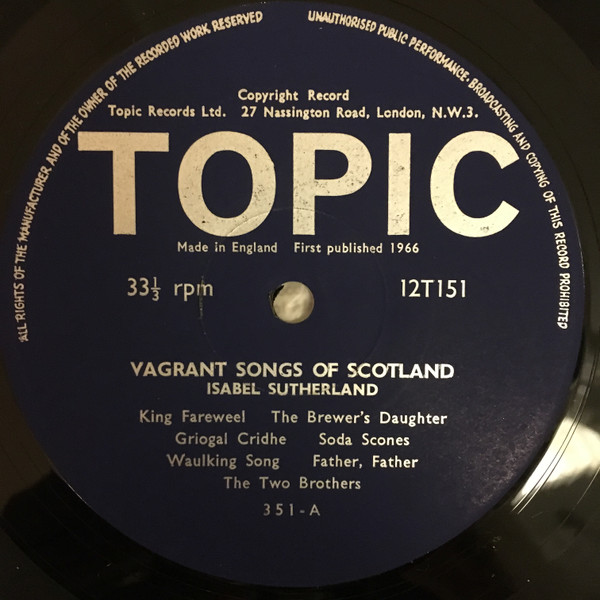 ALL RIGHTS OF THE MANUFACTURER AND OF THE OWNER OF THE RECORDED WORK RESERVED
UNAUTHORISED PUBLIC PERFORMANCE · BROADCASTING AND COPYING OF THIS RECORD PROHIBITED
Copyright Record
Topic Records Ltd. 27 Nassington Road, London, N.W.3.
TOPIC
Made in England First published 1966
33⅓ rpm 12T151
VAGRANT SONGS OF SCOTLAND
ISABEL SUTHERLAND
King Fareweel The Brewer's Daughter
Griogal Cridhe Soda Scones
Waulking Song Father, Father
The Two Brothers
351-A